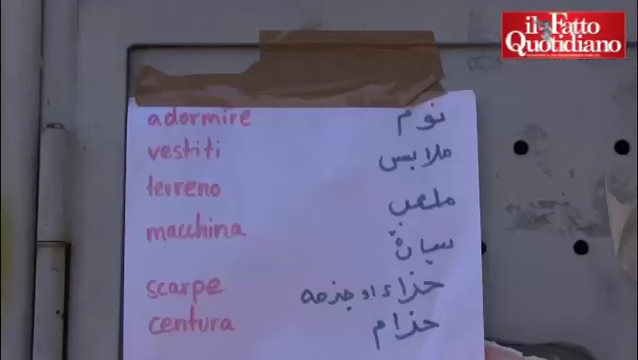 il Fatto
Quotidiano
adormire نوم
vestiti ملابس
terreno ملعب
macchina سيارة
scarpe حذاء او جزمه
centura حزام